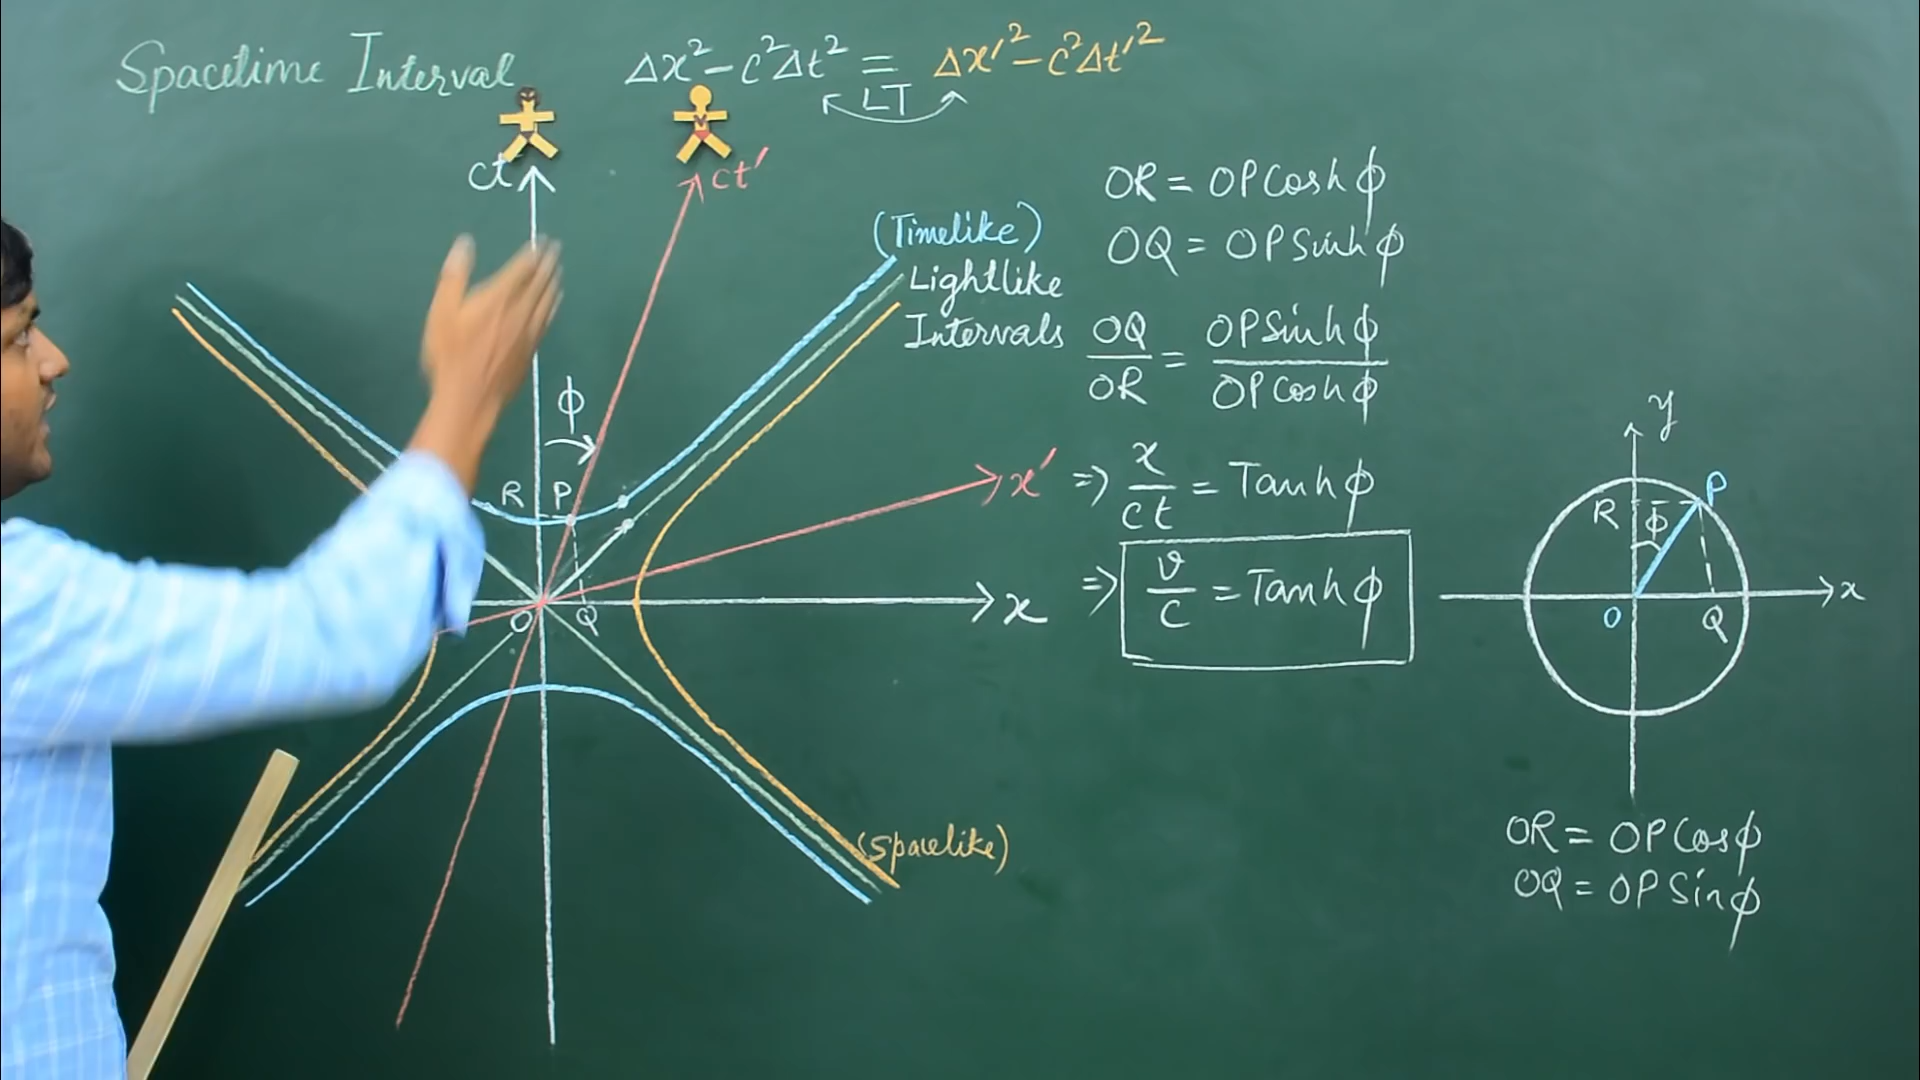 Spacetime Interval
Δx² − c²Δt² = Δx′² − c²Δt′²
LT
ct
ct′
(Timelike)
Lightlike
Intervals
ϕ
R P
x′
O Q
x
(Spacelike)
OR = OP Cosh ϕ
OQ = OP Sinh ϕ
OQ/OR = OP Sinh ϕ/OP Cosh ϕ
⇒ x/ct = Tanh ϕ
⇒ v/c = Tanh ϕ
y
P
R ϕ
x
O Q
OR = OP Cos ϕ
OQ = OP Sin ϕ